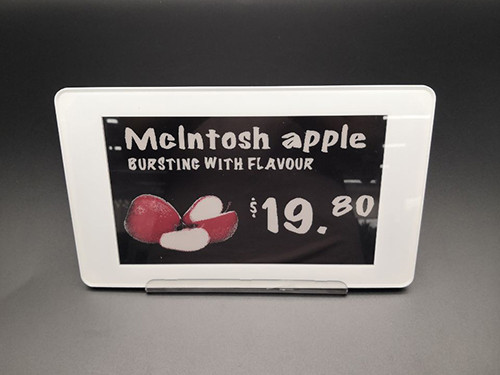 McIntosh apple
BURSTING WITH FLAVOUR
$19.80